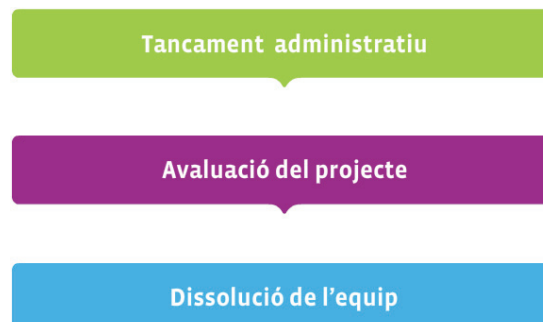 Tancament administratiu
Avaluació del projecte
Dissolució de l’equip